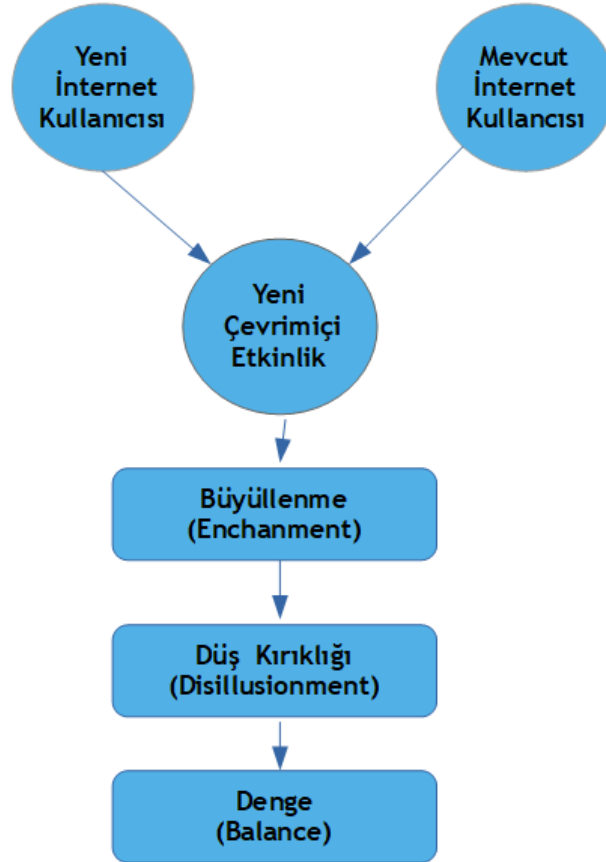 Yeni
İnternet
Kullanıcısı
Mevcut
İnternet
Kullancısı
Yeni
Çevrimiçi
Etkinlik
Büyüllenme
(Enchanment)
Düş Kırıklığı
(Disillusionment)
Denge
(Balance)